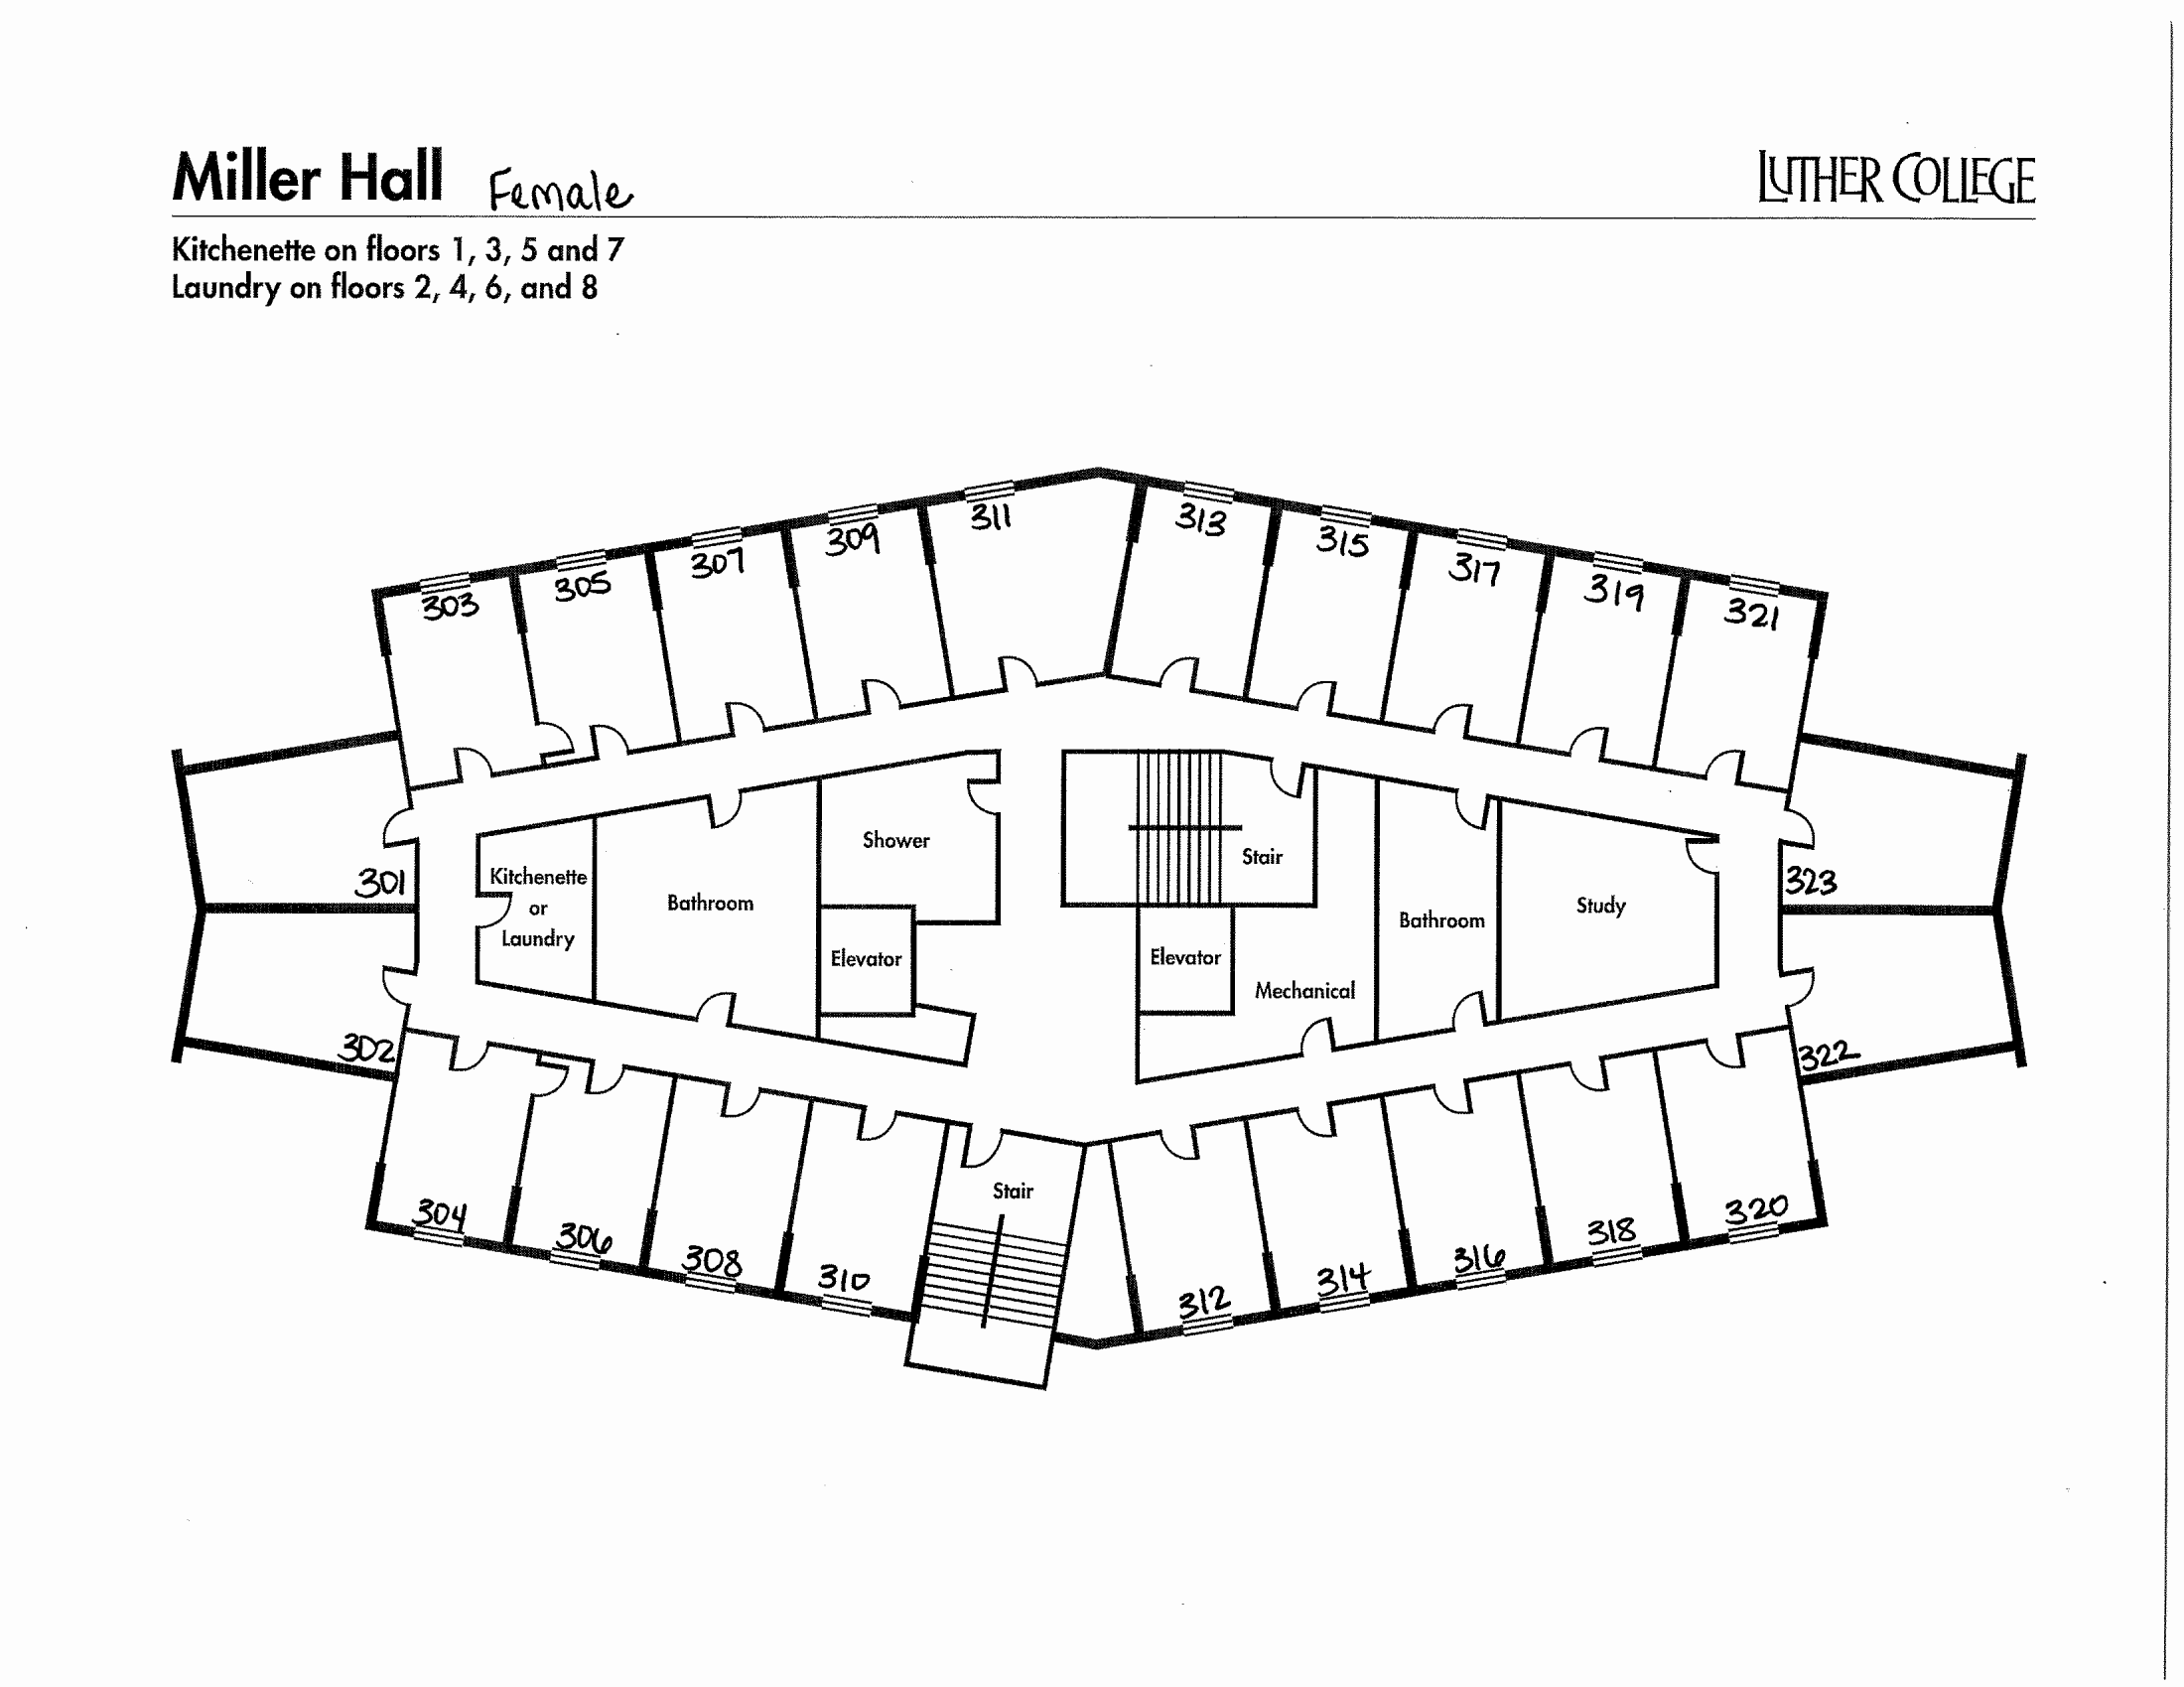 Miller Hall Female
LUTHER COLLEGE
Kitchenette on floors 1, 3, 5 and 7
Laundry on floors 2, 4, 6, and 8
311
313
309
315
307
317
305
319
303
321
Shower
Stair
301
Kitchenette
or
Laundry
Bathroom
Bathroom
Study
323
Elevator
Elevator
Mechanical
302
322
Stair
304
306
308
310
312
314
316
318
320